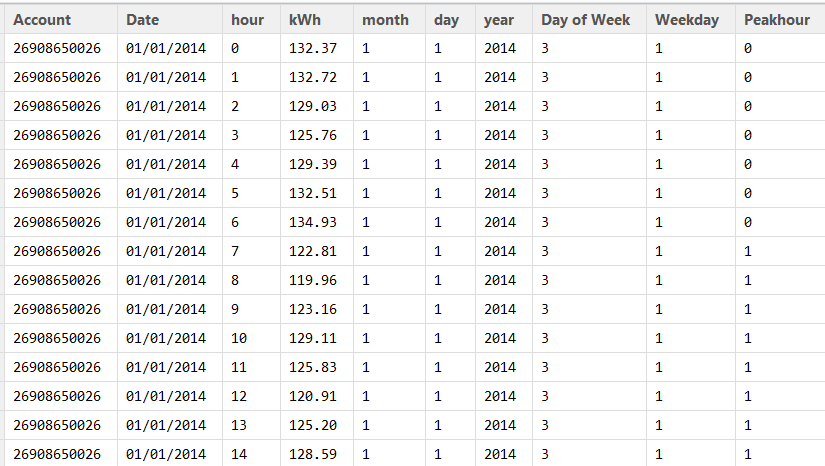 Account Date hour kWh month day year Day of Week Weekday Peakhour
26908650026 01/01/2014 0 132.37 1 1 2014 3 1 0
26908650026 01/01/2014 1 132.72 1 1 2014 3 1 0
26908650026 01/01/2014 2 129.03 1 1 2014 3 1 0
26908650026 01/01/2014 3 125.76 1 1 2014 3 1 0
26908650026 01/01/2014 4 129.39 1 1 2014 3 1 0
26908650026 01/01/2014 5 132.51 1 1 2014 3 1 0
26908650026 01/01/2014 6 134.93 1 1 2014 3 1 0
26908650026 01/01/2014 7 122.81 1 1 2014 3 1 1
26908650026 01/01/2014 8 119.96 1 1 2014 3 1 1
26908650026 01/01/2014 9 123.16 1 1 2014 3 1 1
26908650026 01/01/2014 10 129.11 1 1 2014 3 1 1
26908650026 01/01/2014 11 125.83 1 1 2014 3 1 1
26908650026 01/01/2014 12 120.91 1 1 2014 3 1 1
26908650026 01/01/2014 13 125.20 1 1 2014 3 1 1
26908650026 01/01/2014 14 128.59 1 1 2014 3 1 1